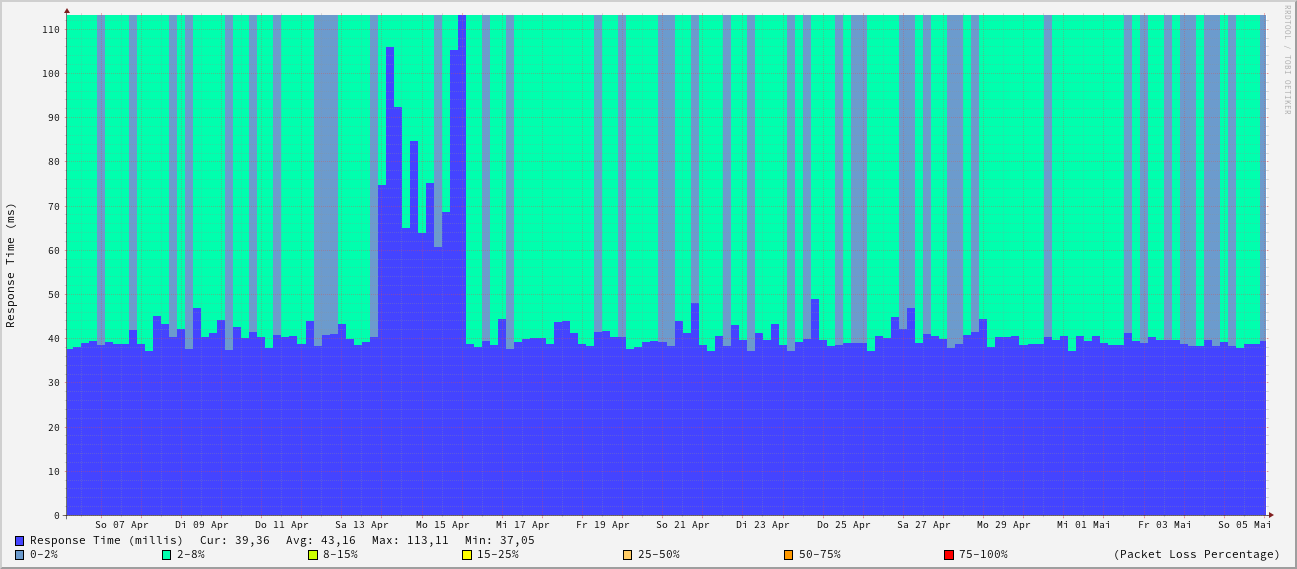 RRDTOOL / TOBI OETIKER
Response Time (ms)
110
100
90
80
70
60
50
40
30
20
10
0
So 07 Apr Di 09 Apr Do 11 Apr Sa 13 Apr Mo 15 Apr Mi 17 Apr Fr 19 Apr So 21 Apr Di 23 Apr Do 25 Apr Sa 27 Apr Mo 29 Apr Mi 01 Mai Fr 03 Mai So 05 Mai
Response Time (millis) Cur: 39,36 Avg: 43,16 Max: 113,11 Min: 37,05
0-2% 2-8% 8-15% 15-25% 25-50% 50-75% 75-100% (Packet Loss Percentage)